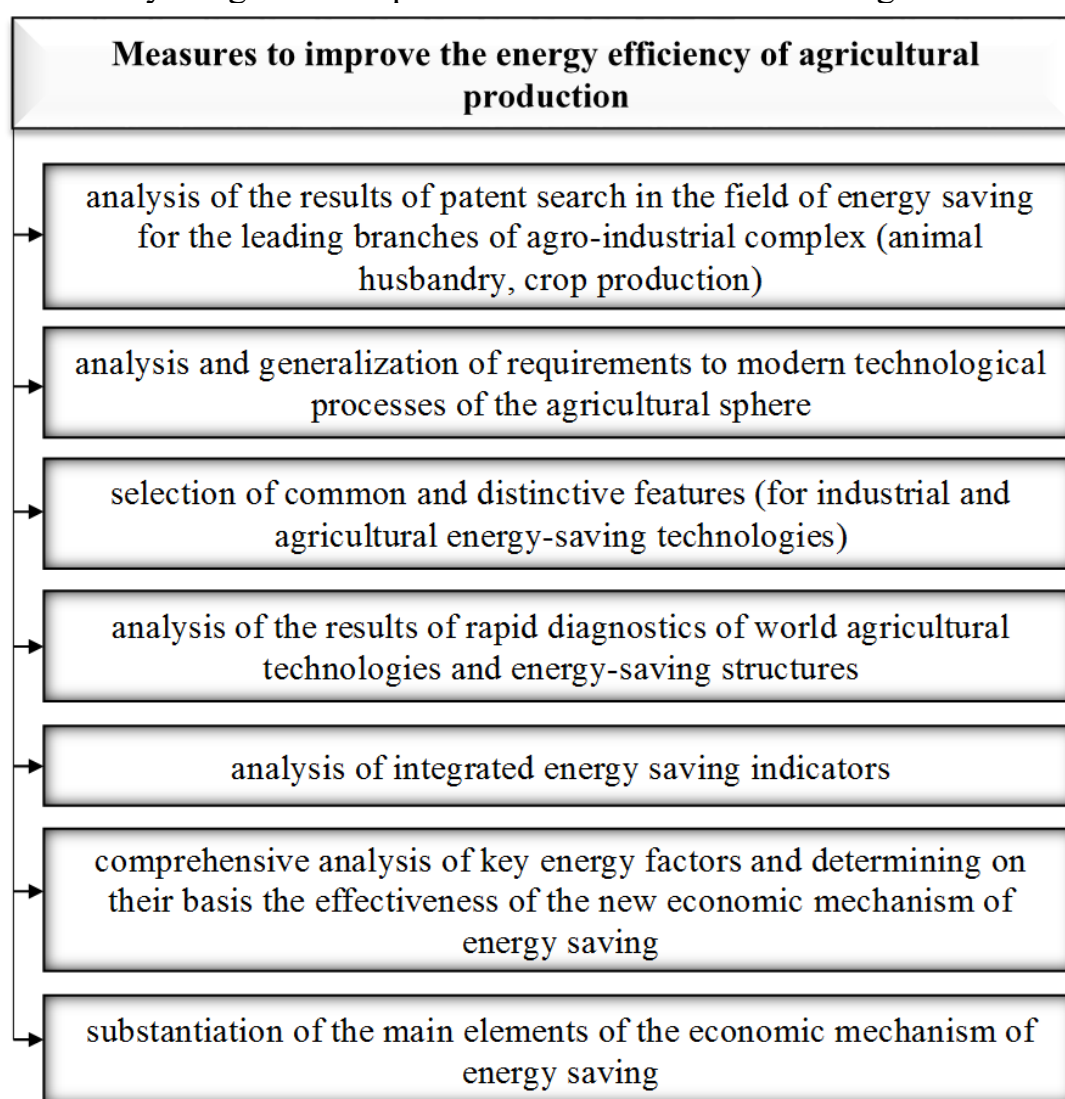 Measures to improve the energy efficiency of agricultural
production
analysis of the results of patent search in the field of energy saving
for the leading branches of agro-industrial complex (animal
husbandry, crop production)
analysis and generalization of requirements to modern technological
processes of the agricultural sphere
selection of common and distinctive features (for industrial and
agricultural energy-saving technologies)
analysis of the results of rapid diagnostics of world agricultural
technologies and energy-saving structures
analysis of integrated energy saving indicators
comprehensive analysis of key energy factors and determining on
their basis the effectiveness of the new economic mechanism of
energy saving
substantiation of the main elements of the economic mechanism of
energy saving